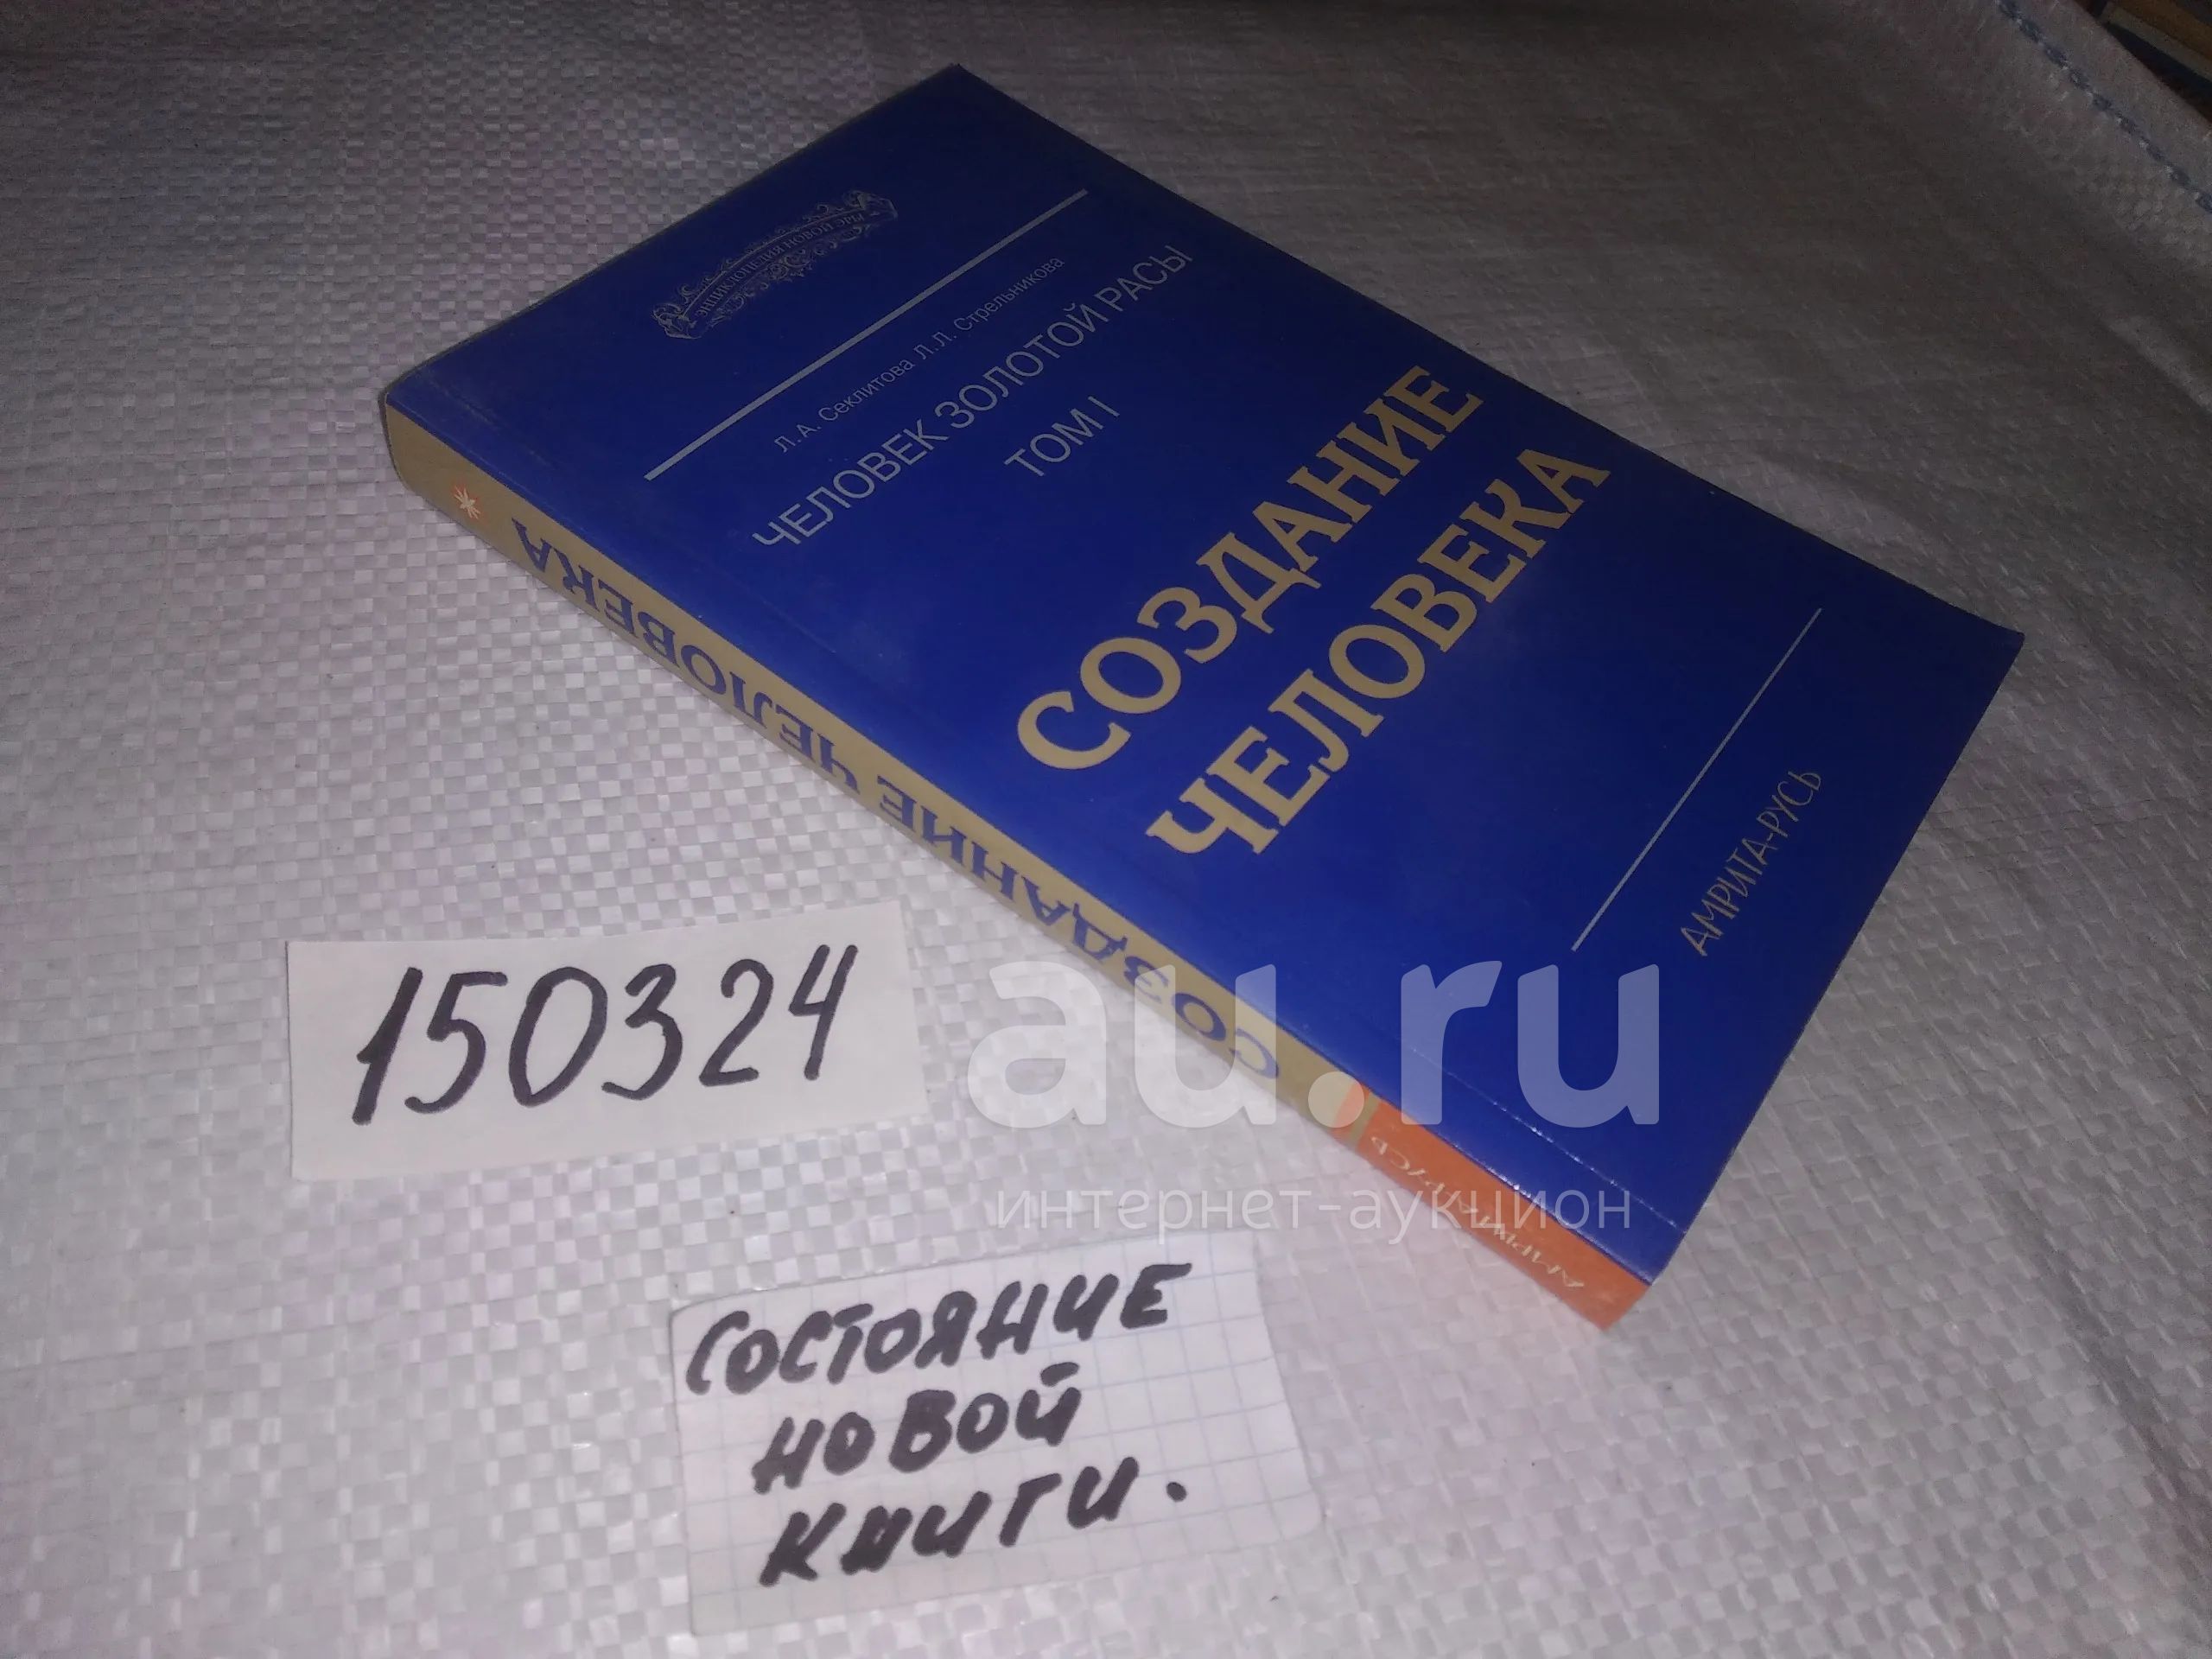 ЭНЦИКЛОПЕДИЯ НОВОЙ ЭРЫ
Л. А. Секлитова Л. Л. Стрельникова
ЧЕЛОВЕК ЗОЛОТОЙ РАСЫ
ТОМ I
СОЗДАНИЕ
ЧЕЛОВЕКА
АМРИТА-РУСЬ
СОЗДАНИЕ ЧЕЛОВЕКА
АМРИТА-РУСЬ
150324
au.ru
интернет-аукцион
СОСТОЯНИЕ
НОВОЙ
КНИГИ.